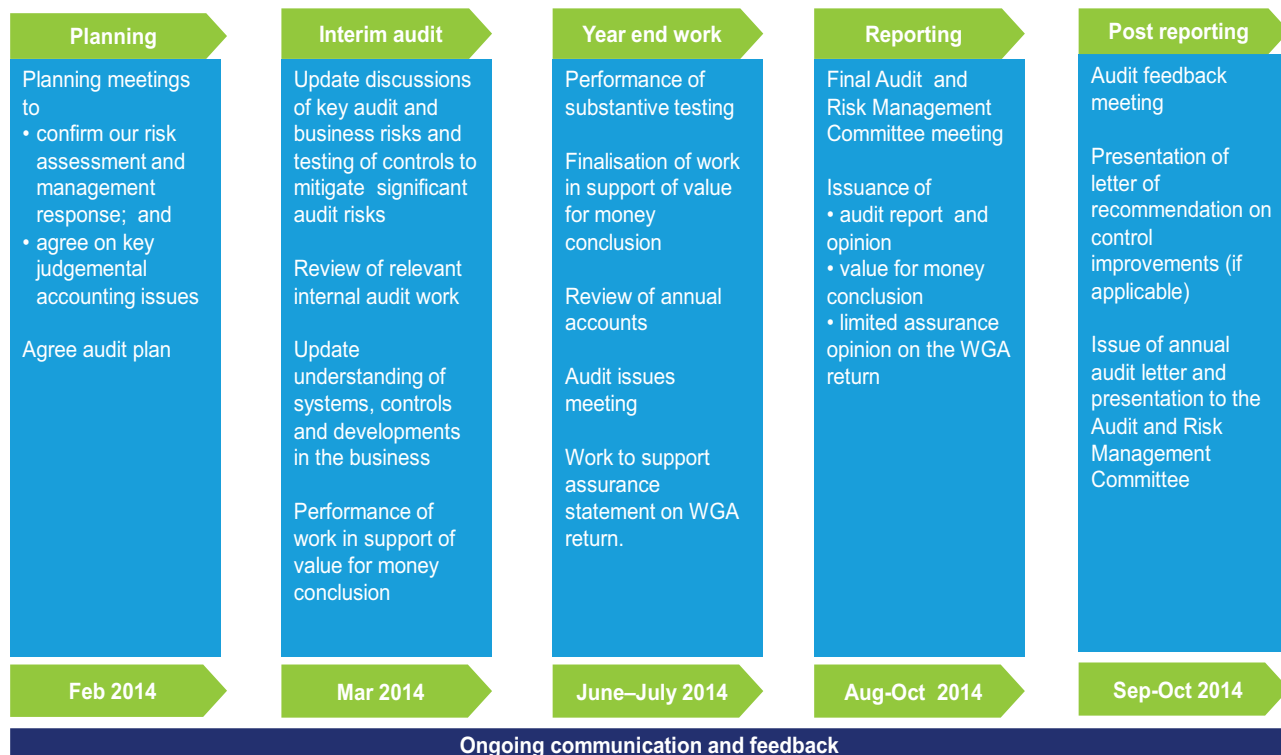 Planning
Planning meetings
to
• confirm our risk
assessment and
management
response; and
• agree on key
judgemental
accounting issues
Agree audit plan
Feb 2014
Interim audit
Update discussions
of key audit and
business risks and
testing of controls to
mitigate significant
audit risks
Review of relevant
internal audit work
Update
understanding of
systems, controls
and developments
in the business
Performance of
work in support of
value for money
conclusion
Mar 2014
Year end work
Performance of
substantive testing
Finalisation of work
in support of value
for money
conclusion
Review of annual
accounts
Audit issues
meeting
Work to support
assurance
statement on WGA
return.
June–July 2014
Reporting
Final Audit and
Risk Management
Committee meeting
Issuance of
• audit report and
opinion
• value for money
conclusion
• limited assurance
opinion on the WGA
return
Aug-Oct 2014
Post reporting
Audit feedback
meeting
Presentation of
letter of
recommendation on
control
improvements (if
applicable)
Issue of annual
audit letter and
presentation to the
Audit and Risk
Management
Committee
Sep-Oct 2014
Ongoing communication and feedback